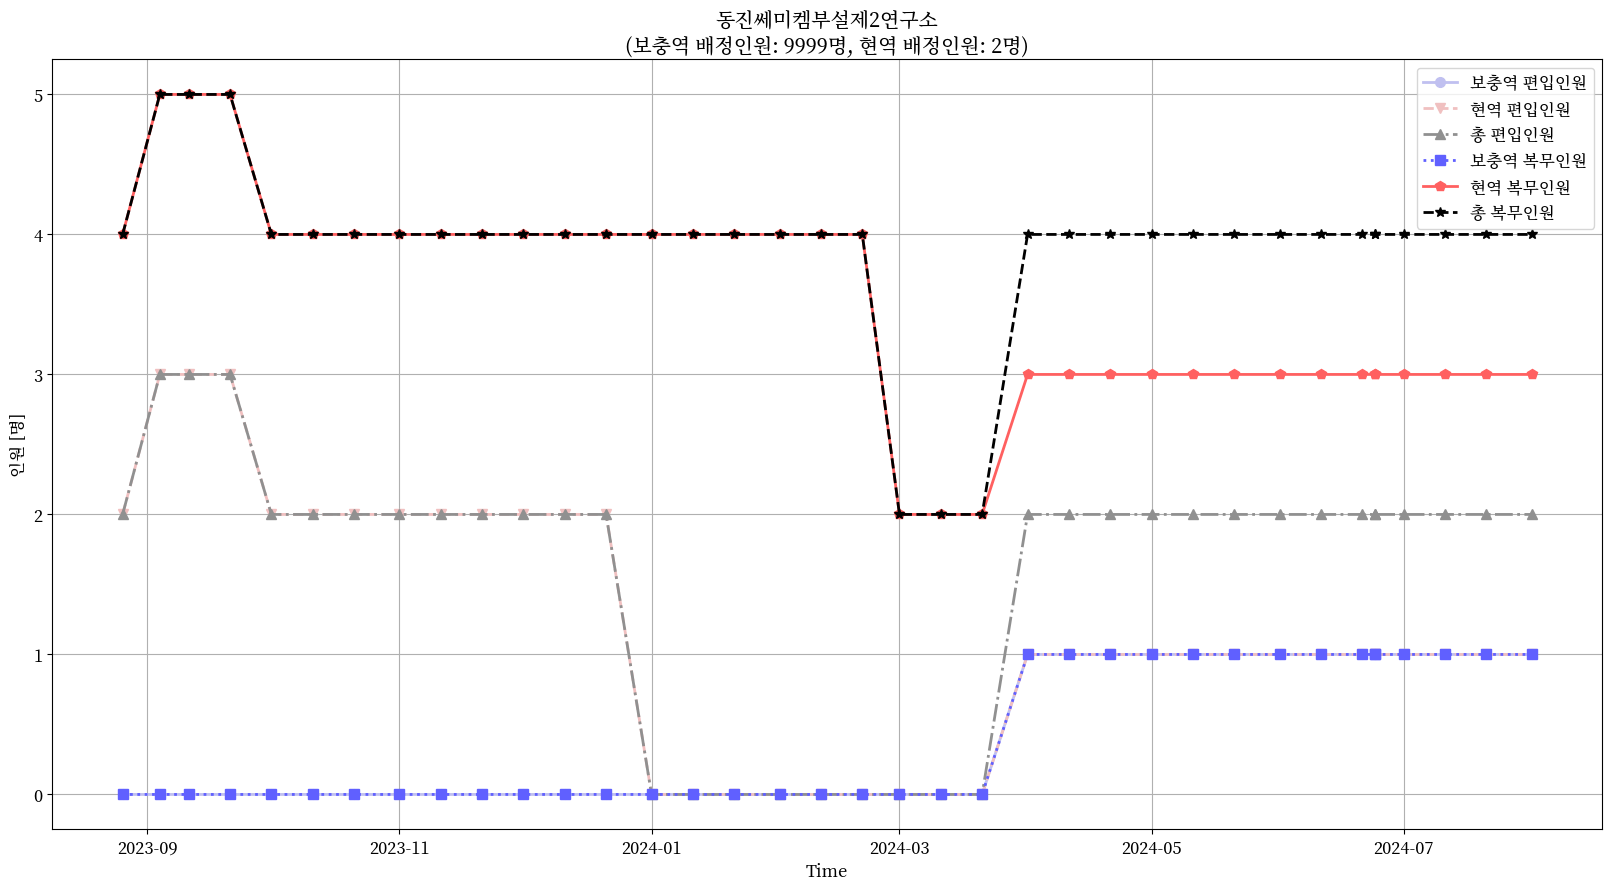 동진쎄미켐부설제2연구소
(보충역 배정인원: 9999명, 현역 배정인원: 2명)
보충역 편입인원
현역 편입인원
총 편입인원
보충역 복무인원
현역 복무인원
총 복무인원
인원 [명]
5
4
3
2
1
0
2023-09
2023-11
2024-01
2024-03
2024-05
2024-07
Time